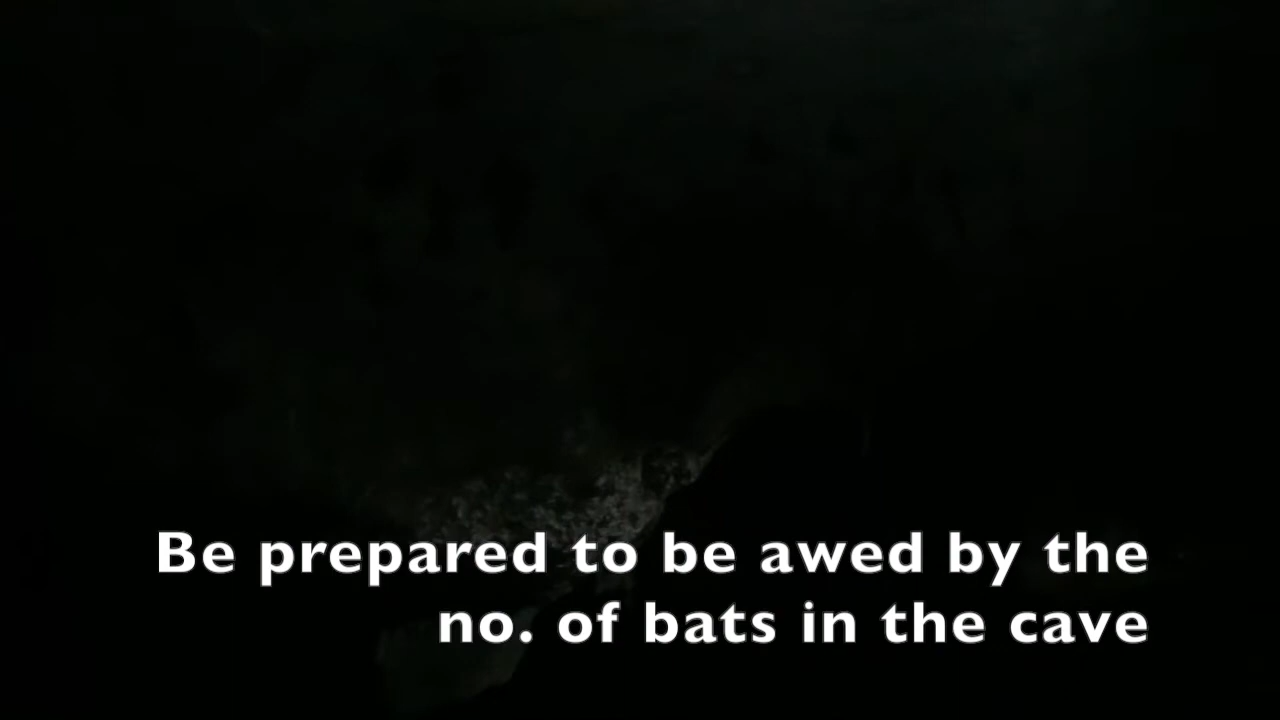 Be prepared to be awed by the
no. of bats in the cave